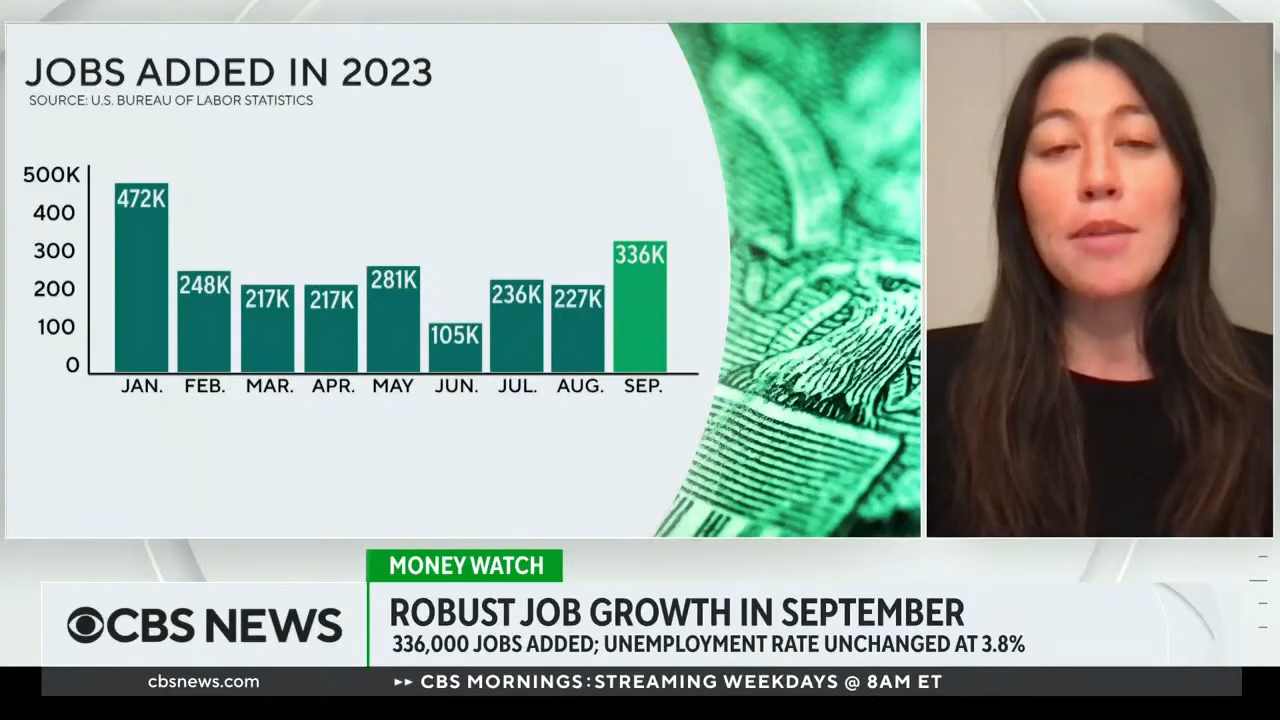 JOBS ADDED IN 2023
SOURCE: U.S. BUREAU OF LABOR STATISTICS
500K
400
300
200
100
0
472K
248K
217K
217K
281K
105K
236K
227K
336K
JAN. FEB. MAR. APR. MAY JUN. JUL. AUG. SEP.
MONEY WATCH
CBS NEWS
ROBUST JOB GROWTH IN SEPTEMBER
336,000 JOBS ADDED; UNEMPLOYMENT RATE UNCHANGED AT 3.8%
cbsnews.com
CBS MORNINGS: STREAMING WEEKDAYS @ 8AM ET